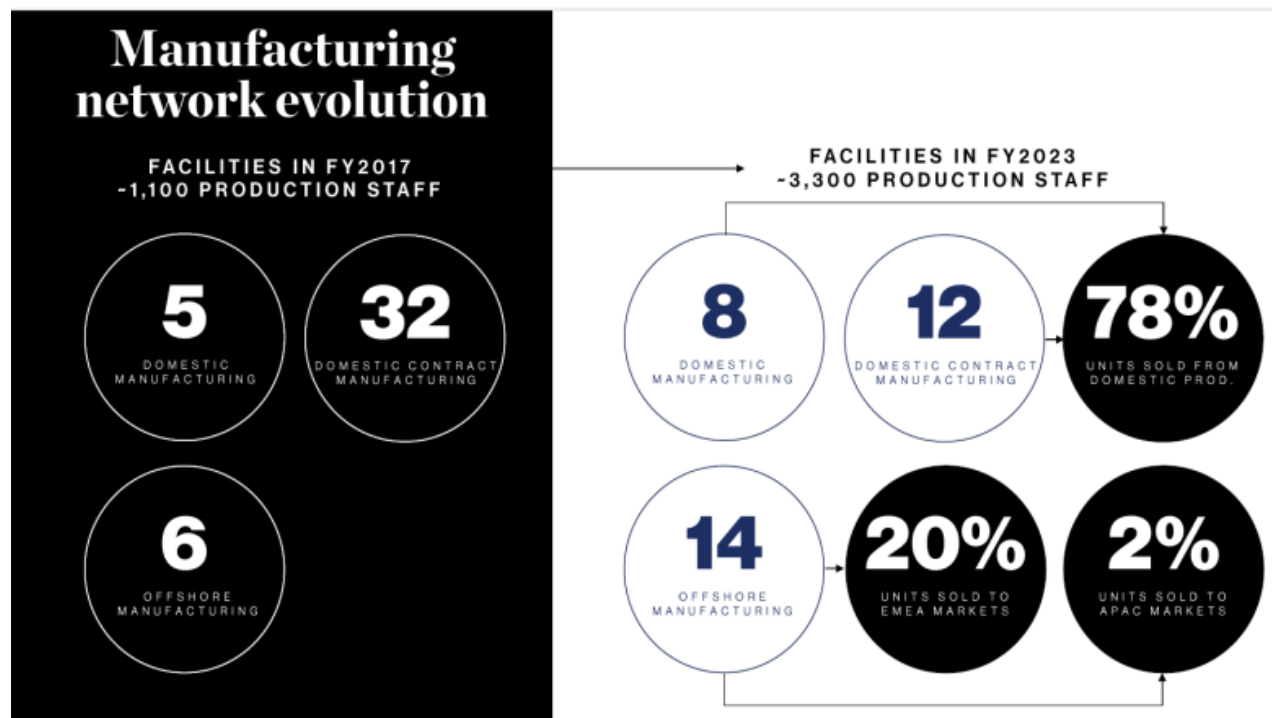 Manufacturing
network evolution
FACILITIES IN FY2017
~1,100 PRODUCTION STAFF
5
DOMESTIC
MANUFACTURING
32
DOMESTIC CONTRACT
MANUFACTURING
6
OFFSHORE
MANUFACTURING
FACILITIES IN FY2023
~3,300 PRODUCTION STAFF
8
DOMESTIC
MANUFACTURING
12
DOMESTIC CONTRACT
MANUFACTURING
78%
UNITS SOLD FROM
DOMESTIC PROD.
14
OFFSHORE
MANUFACTURING
20%
UNITS SOLD TO
EMEA MARKETS
2%
UNITS SOLD TO
APAC MARKETS